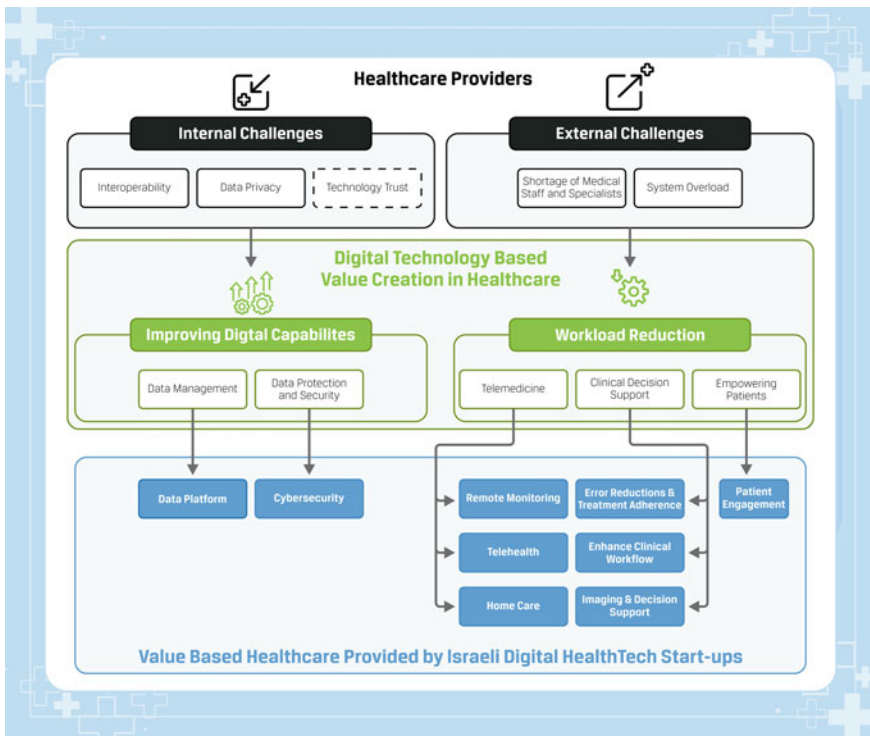 Healthcare Providers
Internal Challenges
External Challenges
Interoperability
Data Privacy
Technology Trust
Shortage of Medical
Staff and Specialists
System Overload
Digital Technology Based
Value Creation in Healthcare
Improving Digtal Capabilites
Workload Reduction
Data Management
Data Protection
and Security
Telemedicine
Clinical Decision
Support
Empowering
Patients
Data Platform
Cybersecurity
Remote Monitoring
Error Reductions &
Treatment Adherence
Patient
Engagement
Telehealth
Enhance Clinical
Workflow
Home Care
Imaging & Decision
Support
Value Based Healthcare Provided by Israeli Digital HealthTech Start-ups